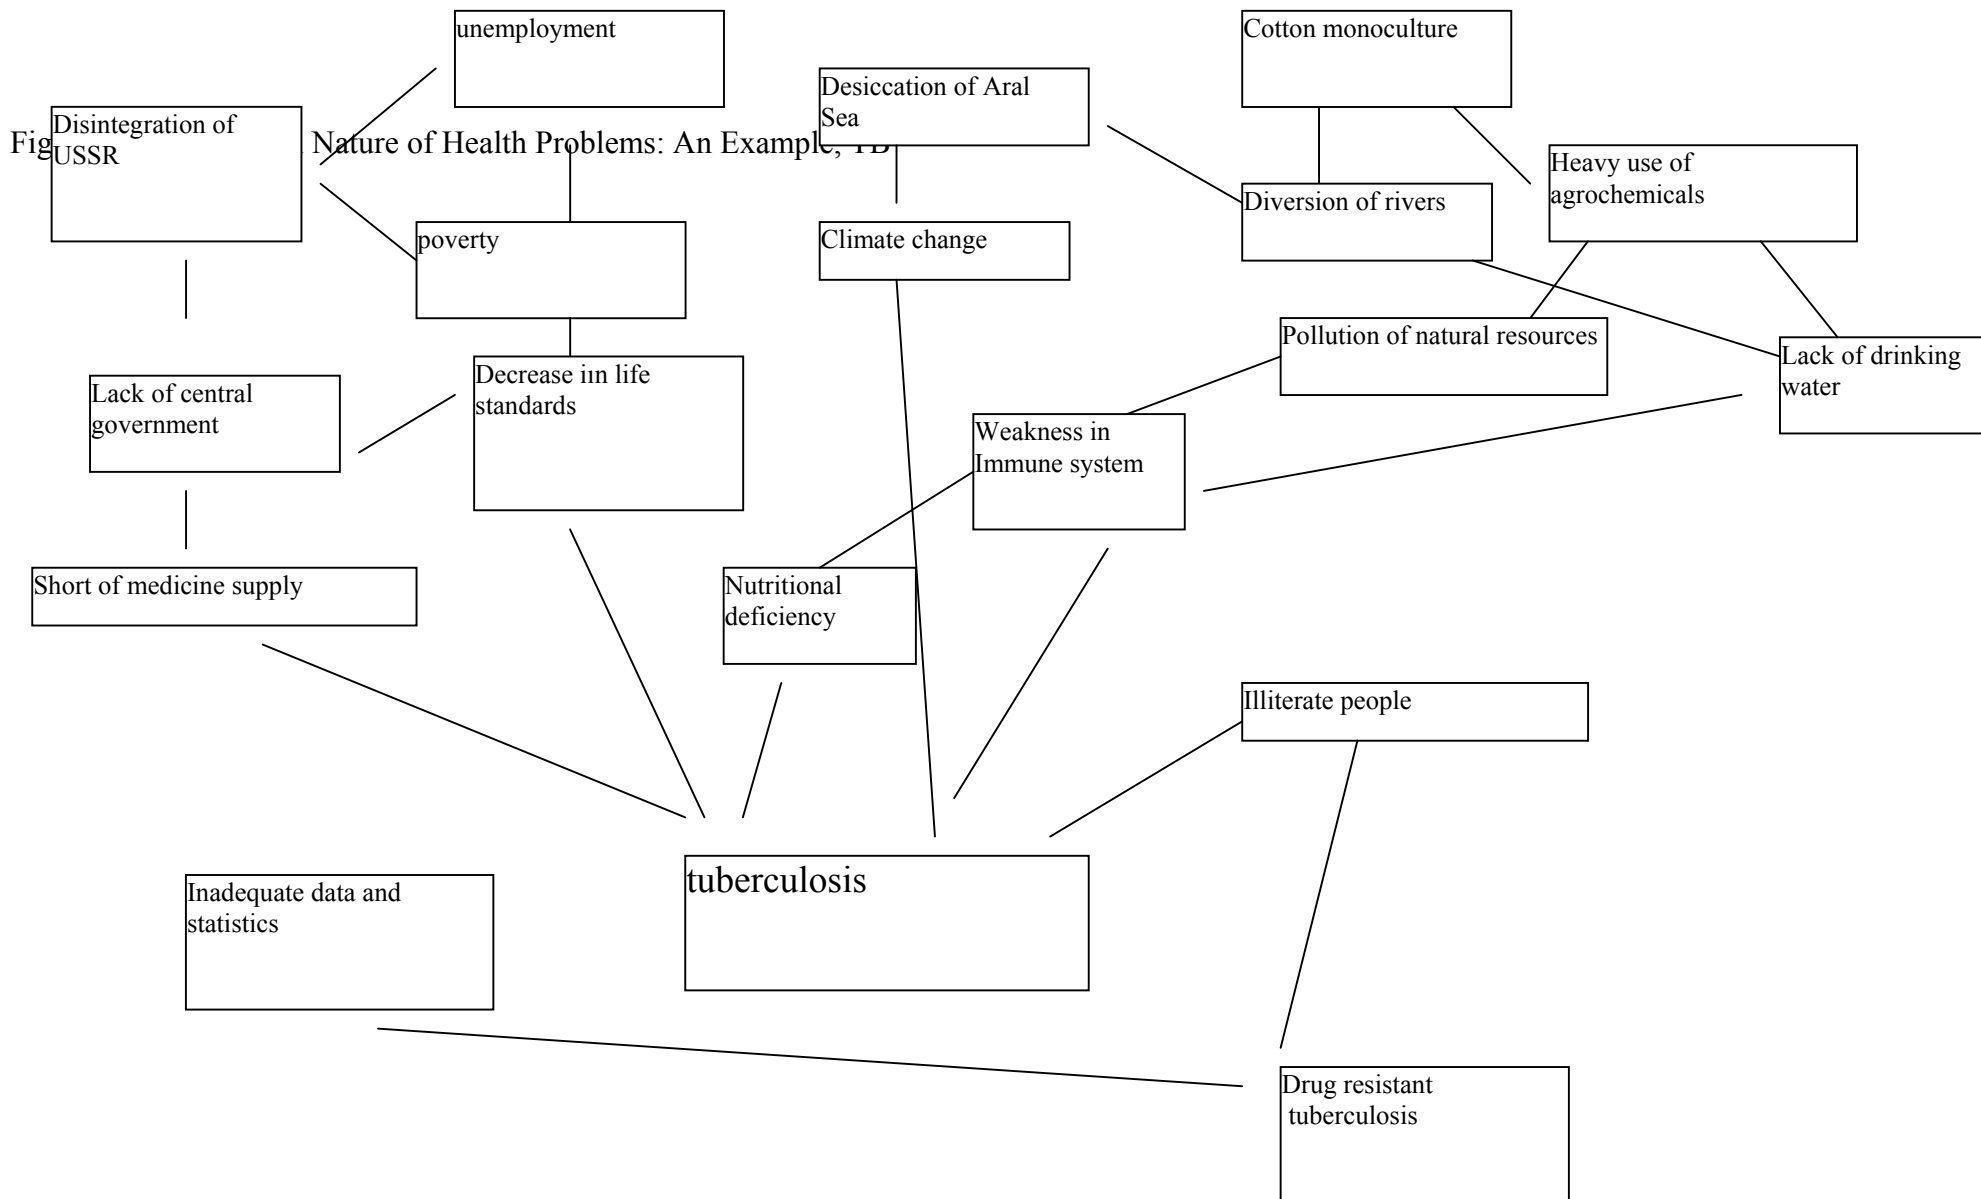 unemployment
Cotton monoculture
Desiccation of Aral
Sea
Disintegration of
USSR
Fig Nature of Health Problems: An Example, TB
Heavy use of
agrochemicals
Diversion of rivers
poverty
Climate change
Pollution of natural resources
Lack of drinking
water
Decrease iin life
standards
Lack of central
government
Weakness in
Immune system
Short of medicine supply
Nutritional
deficiency
Illiterate people
tuberculosis
Inadequate data and
statistics
Drug resistant
tuberculosis